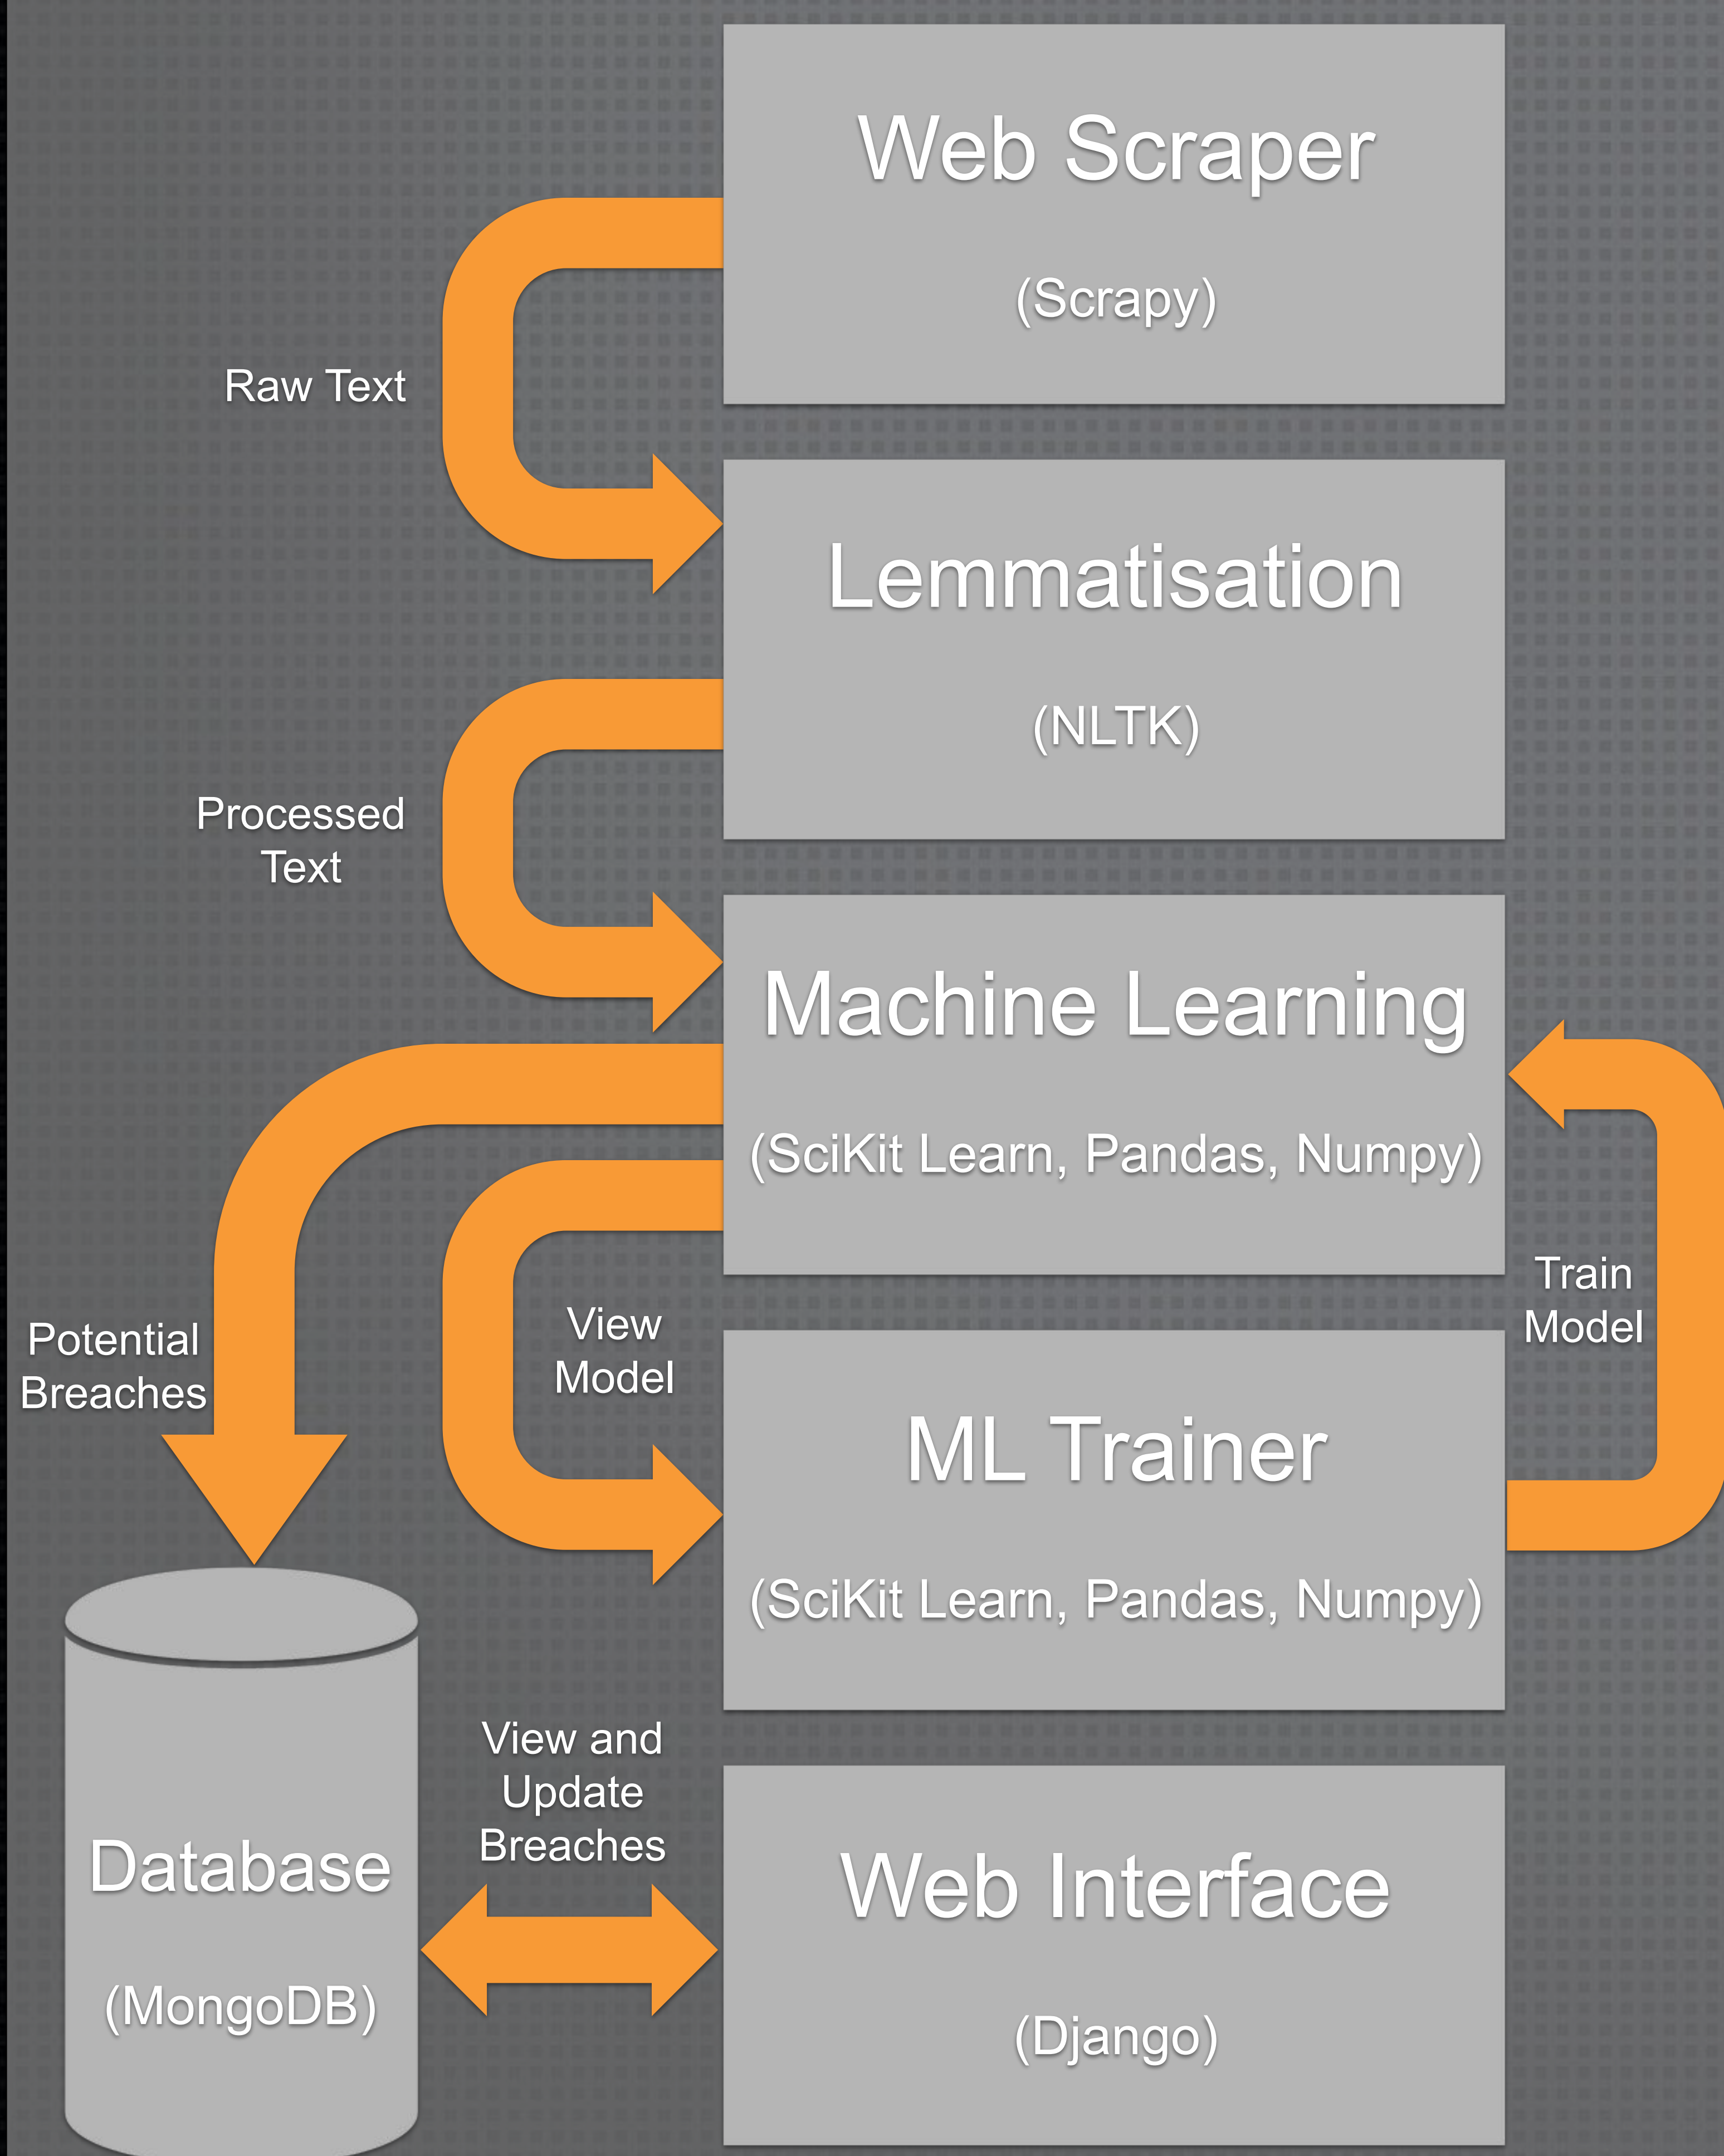 Web Scraper
(Scrapy)
Raw Text
Lemmatisation
(NLTK)
Processed
Text
Machine Learning
(SciKit Learn, Pandas, Numpy)
Potential
Breaches
View
Model
Train
Model
ML Trainer
(SciKit Learn, Pandas, Numpy)
Database
(MongoDB)
View and
Update
Breaches
Web Interface
(Django)